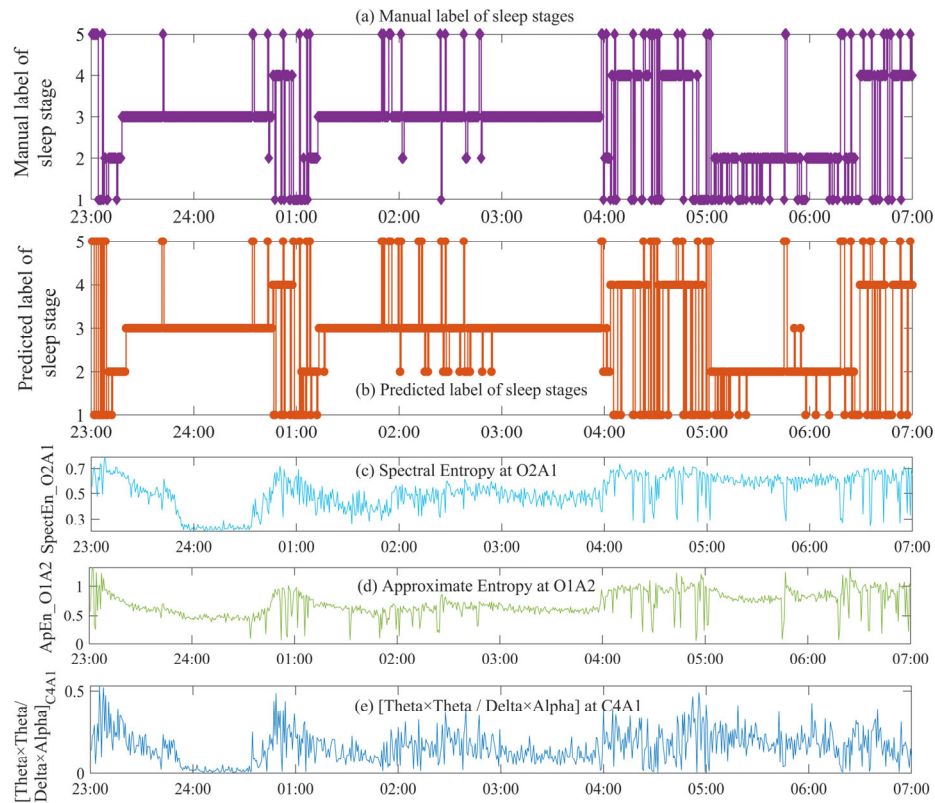 (a) Manual label of sleep stages
Manual label of
sleep stage
5
4
3
2
1
23:00 24:00 01:00 02:00 03:00 04:00 05:00 06:00 07:00
Predicted label of
sleep stage
5
4
3
2
1
(b) Predicted label of sleep stages
23:00 24:00 01:00 02:00 03:00 04:00 05:00 06:00 07:00
SpectEn_O2A1
0.7
0.5
0.3
(c) Spectral Entropy at O2A1
23:00 24:00 01:00 02:00 03:00 04:00 05:00 06:00 07:00
ApEn_O1A2
1
0.5
0
(d) Approximate Entropy at O1A2
23:00 24:00 01:00 02:00 03:00 04:00 05:00 06:00 07:00
[Theta×Theta/
Delta×Alpha]_C4A1
0.5
0
(e) [Theta×Theta / Delta×Alpha] at C4A1
23:00 24:00 01:00 02:00 03:00 04:00 05:00 06:00 07:00